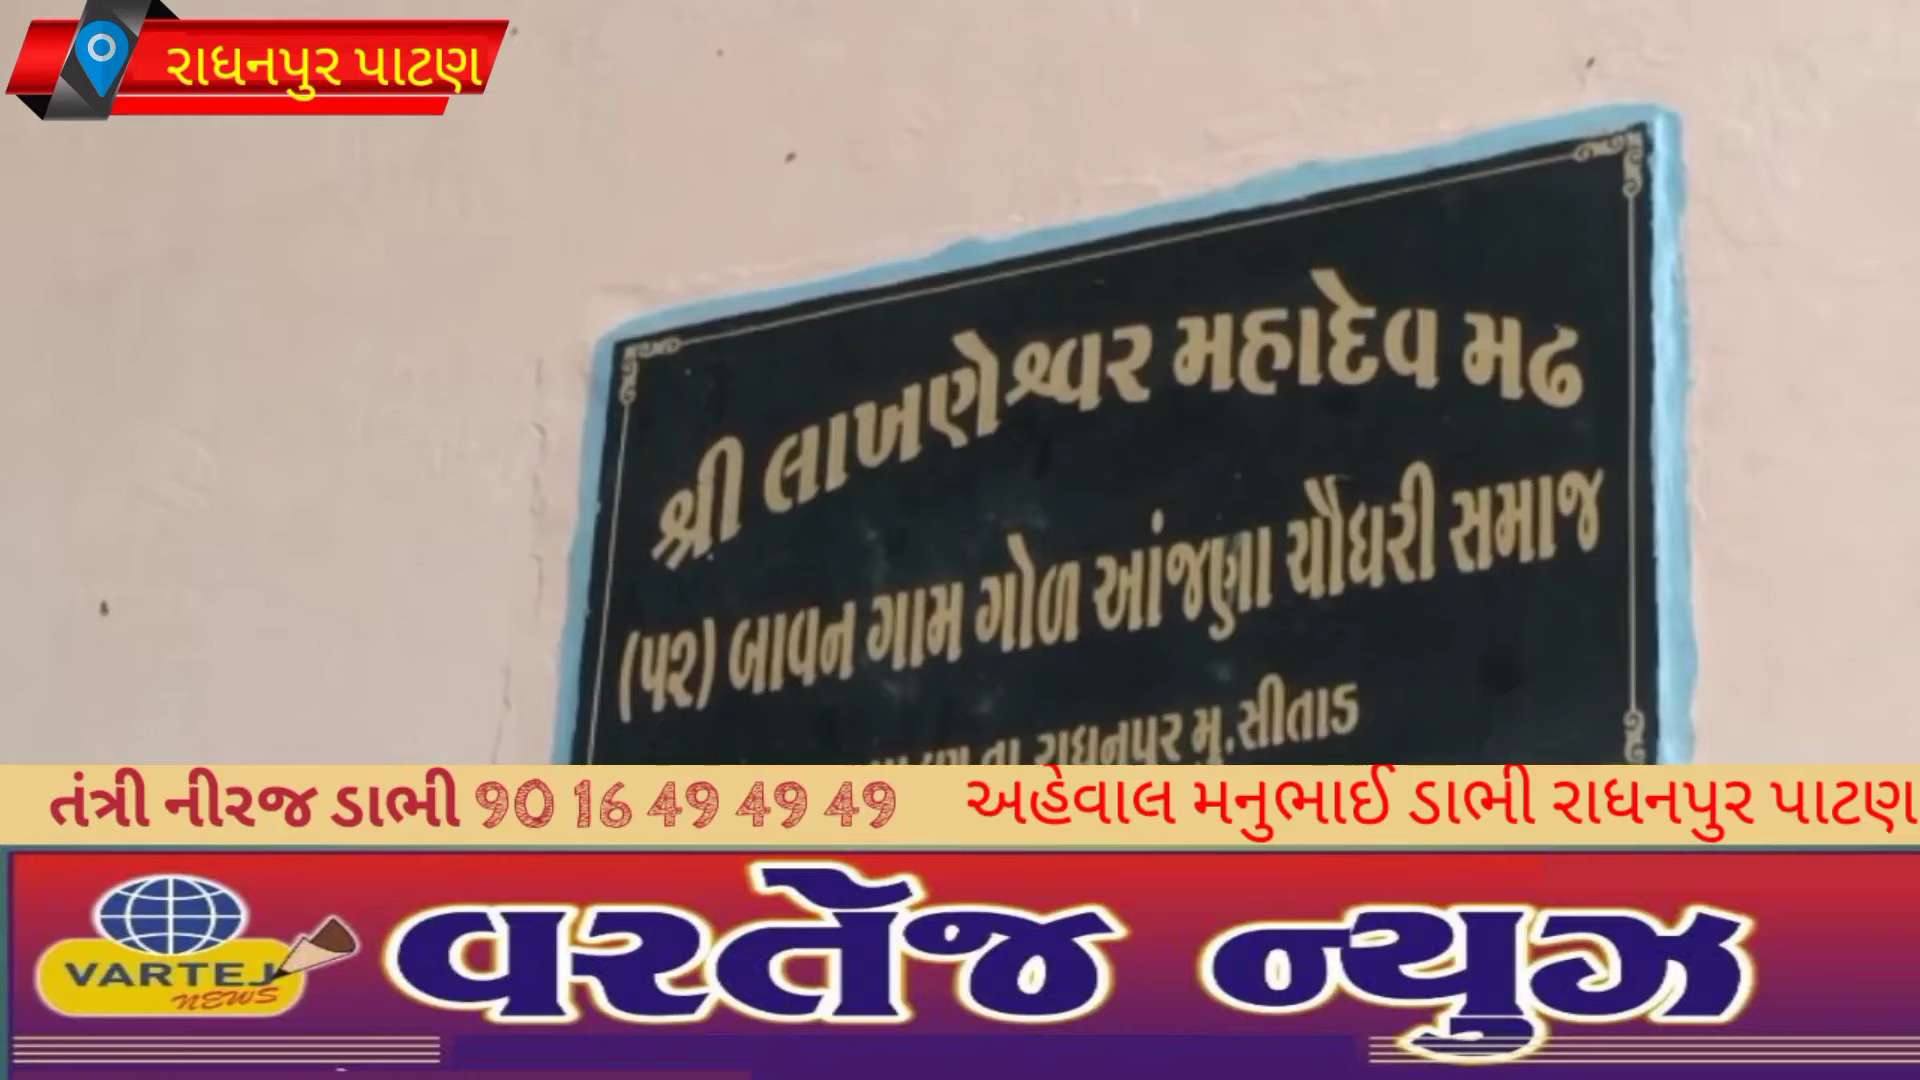 રાધનપુર પાટણ
શ્રી લાખણેશ્વર મહાદેવ મઢ
(૫૨) બાવન ગામ ગોળ આંજણા ચૌધરી સમાજ
તા. રાધનપુર મુ.સીતાડ
તંત્રી નીરજ ડાભી 90 16 49 49 49 અહેવાલ મનુભાઈ ડાભી રાધનપુર પાટણ
VARTEJ
NEWS
વરતેજ ન્યુઝ